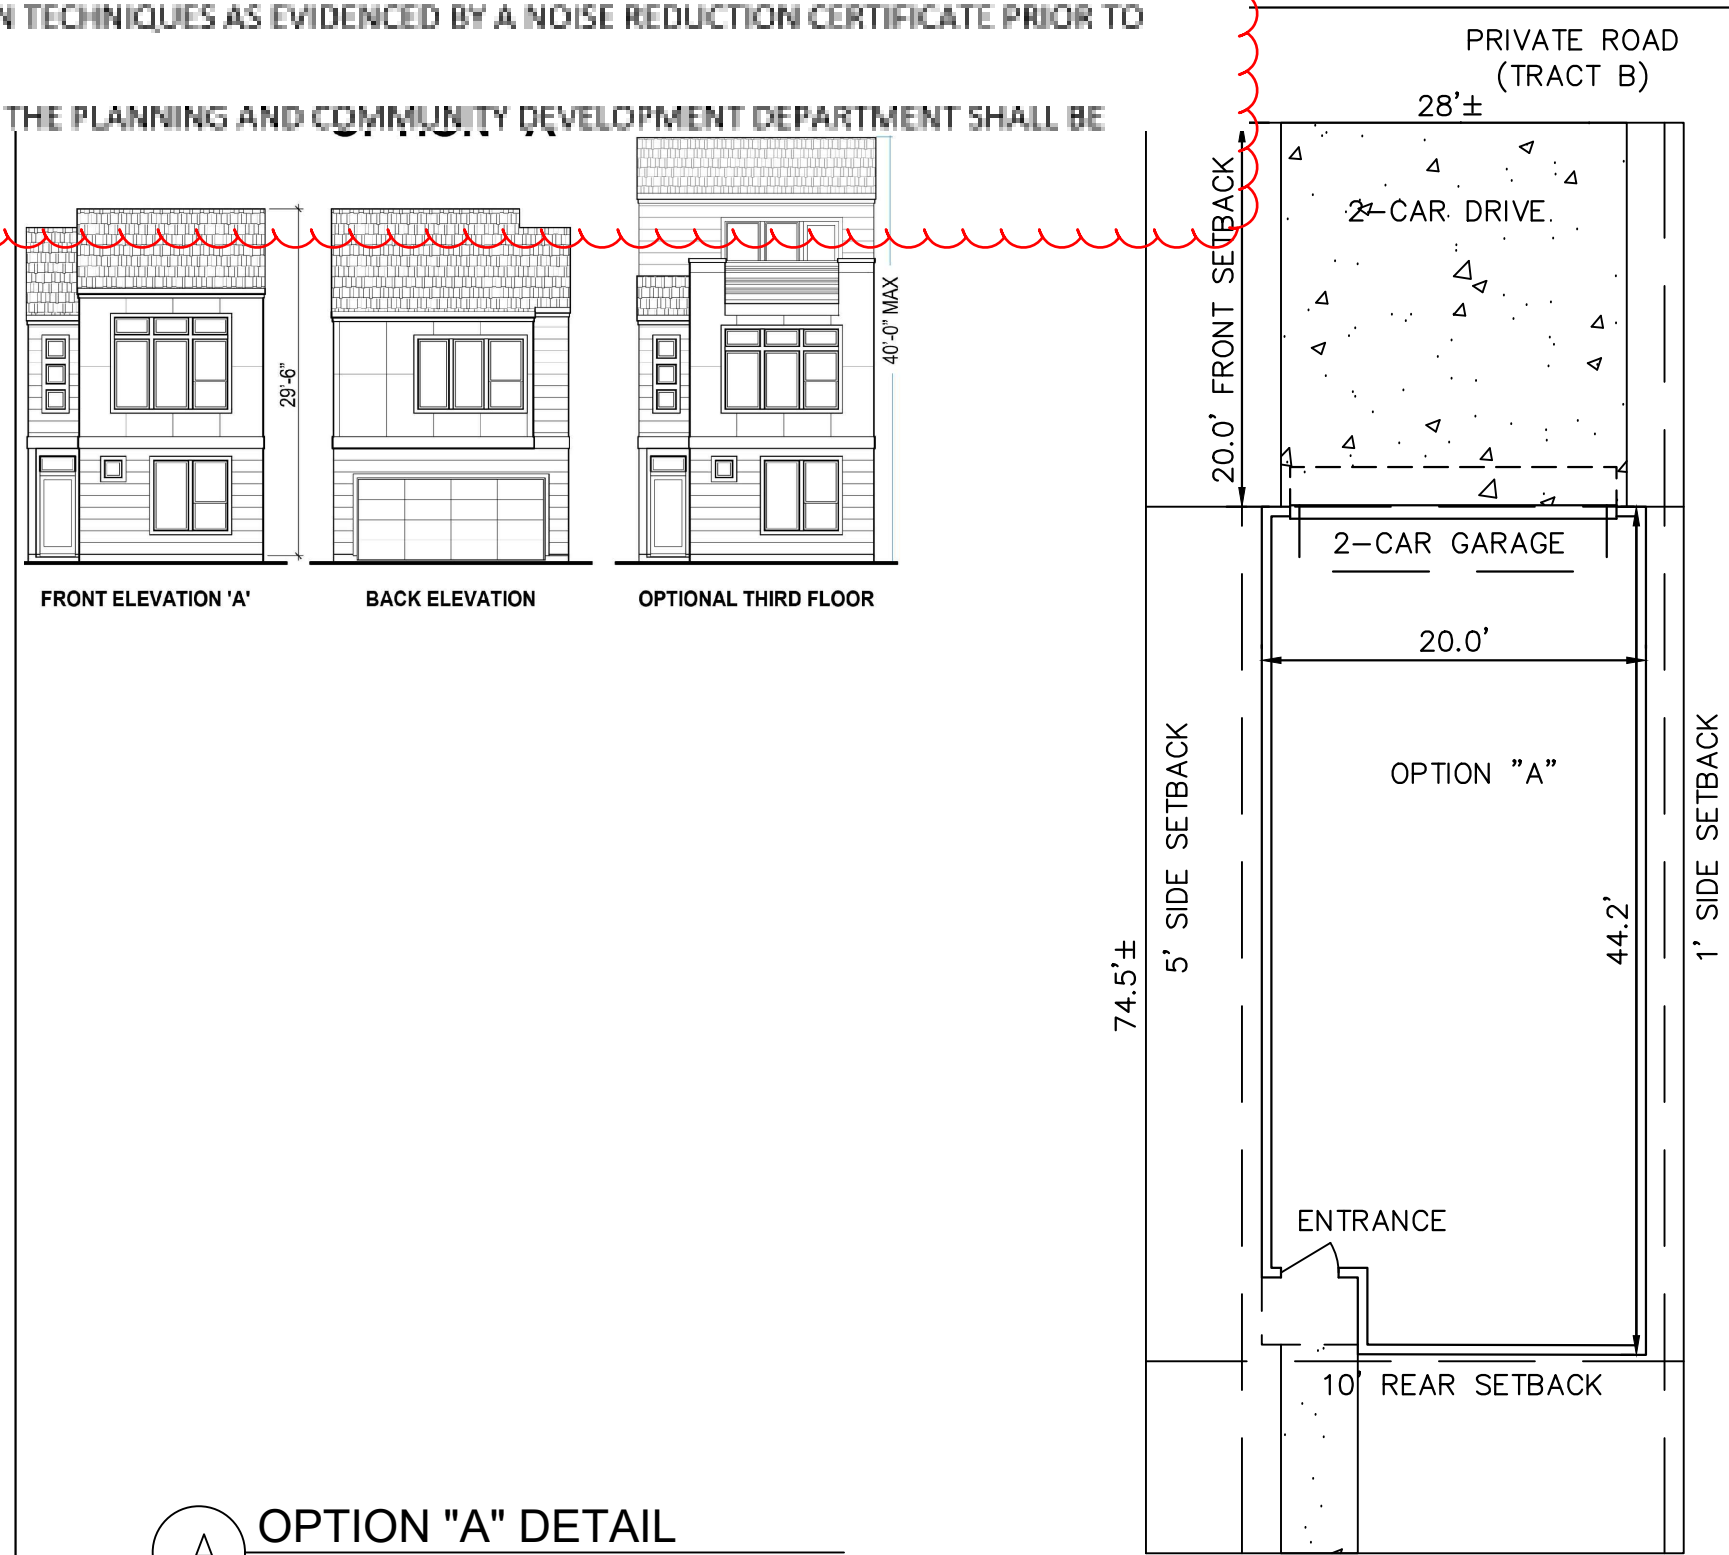 N TECHNIQUES AS EVIDENCED BY A NOISE REDUCTION CERTIFICATE PRIOR TO
THE PLANNING AND COMMUNITY DEVELOPMENT DEPARTMENT SHALL BE
PRIVATE ROAD
(TRACT B)
28'±
2-CAR DRIVE
20.0' FRONT SETBACK
29'-6"
40'-0" MAX
FRONT ELEVATION 'A'
BACK ELEVATION
OPTIONAL THIRD FLOOR
2-CAR GARAGE
20.0'
OPTION "A"
5' SIDE SETBACK
1' SIDE SETBACK
44.2'
74.5'±
ENTRANCE
10' REAR SETBACK
OPTION "A" DETAIL
A